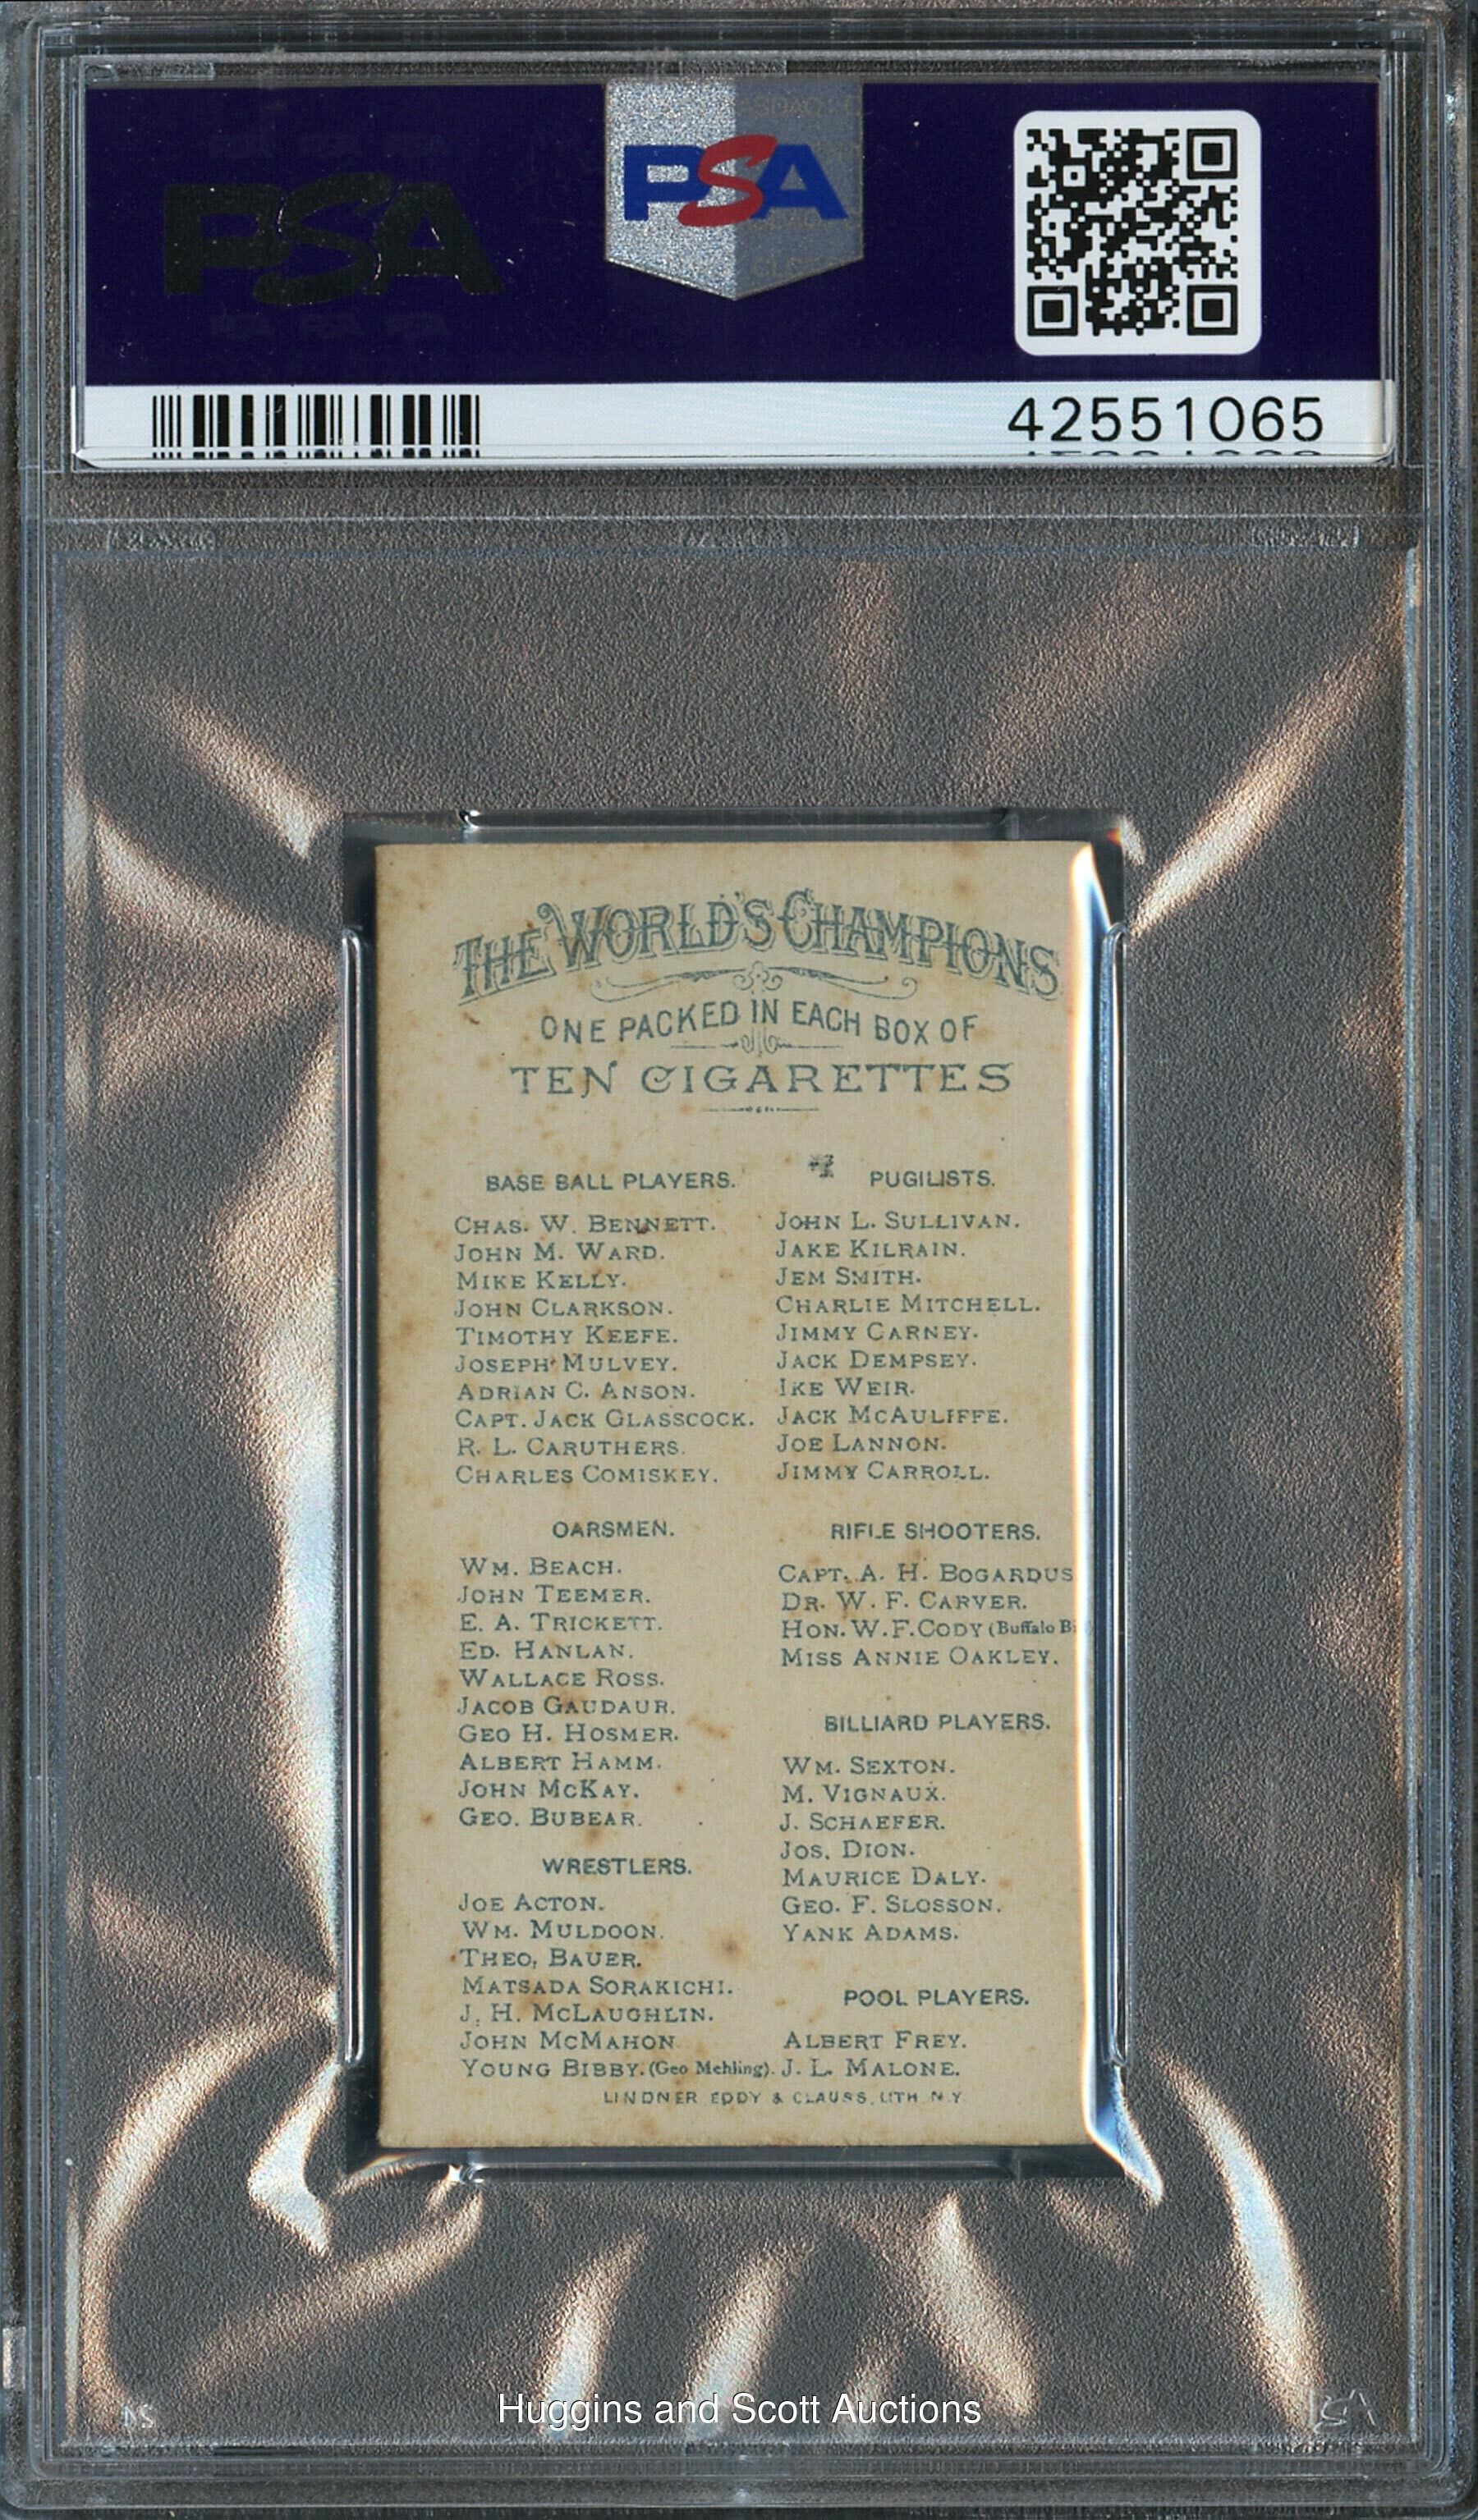 PSA
PSA
42551065
THE WORLD'S CHAMPIONS
ONE PACKED IN EACH BOX OF
TEN CIGARETTES
BASE BALL PLAYERS.
CHAS. W. BENNETT.
JOHN M. WARD.
MIKE KELLY.
JOHN CLARKSON.
TIMOTHY KEEFE.
JOSEPH MULVEY.
ADRIAN C. ANSON.
CAPT. JACK GLASSCOCK.
R. L. CARUTHERS.
CHARLES COMISKEY.
OARSMEN.
WM. BEACH.
JOHN TEEMER.
E. A. TRICKETT.
ED. HANLAN.
WALLACE ROSS.
JACOB GAUDAUR.
GEO H. HOSMER.
ALBERT HAMM.
JOHN MCKAY.
GEO. BUBEAR.
WRESTLERS.
JOE ACTON.
WM. MULDOON.
THEO, BAUER.
MATSADA SORAKICHI.
J. H. MCLAUGHLIN.
JOHN MCMAHON
YOUNG BIBBY. (Geo Mehling).
PUGILISTS.
JOHN L. SULLIVAN.
JAKE KILRAIN.
JEM SMITH.
CHARLIE MITCHELL.
JIMMY CARNEY.
JACK DEMPSEY.
IKE WEIR.
JACK MCAULIFFE.
JOE LANNON.
JIMMY CARROLL.
RIFLE SHOOTERS.
CAPT. A. H. BOGARDUS
DR. W. F. CARVER.
HON. W. F. CODY (Buffalo
MISS ANNIE OAKLEY.
BILLIARD PLAYERS.
WM. SEXTON.
M. VIGNAUX.
J. SCHAEFER.
JOS. DION.
MAURICE DALY.
GEO. F. SLOSSON.
YANK ADAMS.
POOL PLAYERS.
ALBERT FREY.
J. L. MALONE.
LINDNER EDDY & CLAUSS, LITH N.Y
Huggins and Scott Auctions